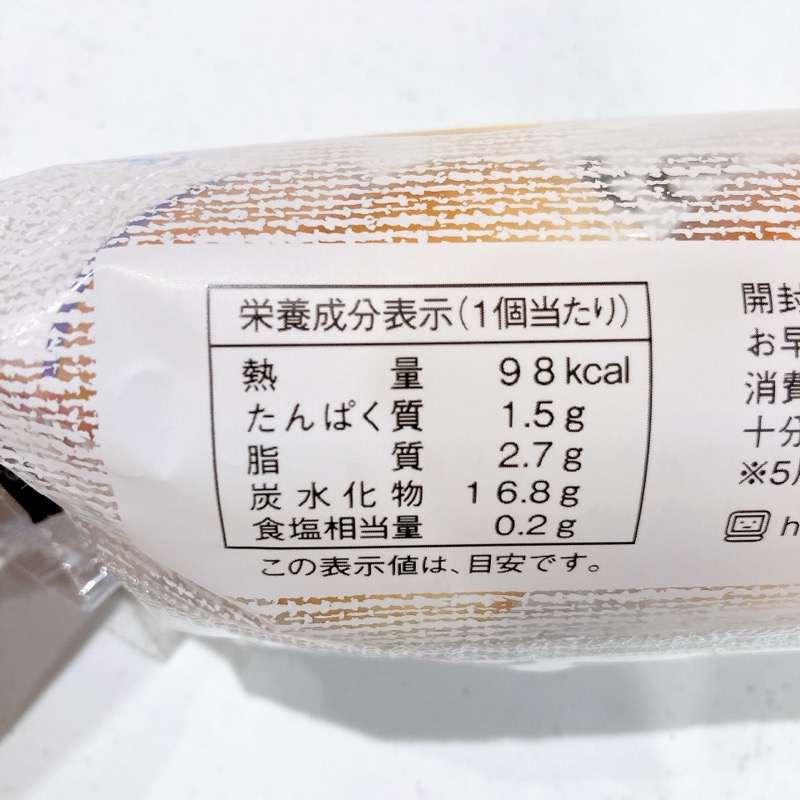 栄養成分表示(1個当たり)
熱量 98kcal
たんぱく質 1.5g
脂質 2.7g
炭水化物 16.8g
食塩相当量 0.2g
この表示値は、目安です。
開封
お早
消費
十分
※5月
h